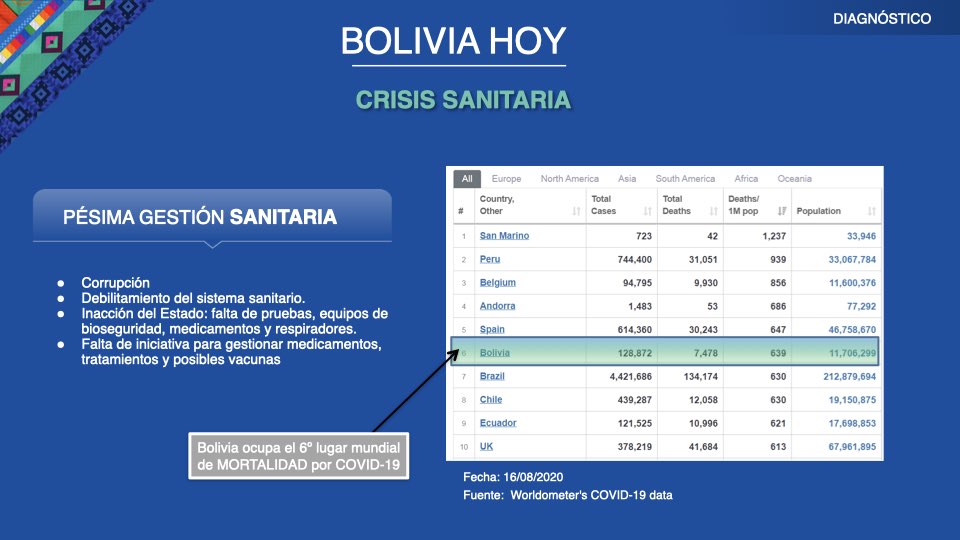 DIAGNÓSTICO
BOLIVIA HOY
CRISIS SANITARIA
PÉSIMA GESTIÓN SANITARIA
● Corrupción
● Debilitamiento del sistema sanitario.
● Inacción del Estado: falta de pruebas, equipos de
bioseguridad, medicamentos y respiradores.
● Falta de iniciativa para gestionar medicamentos,
tratamientos y posibles vacunas
Bolivia ocupa el 6º lugar mundial
de MORTALIDAD por COVID-19
All Europe North America Asia South America Africa Oceania
# Country, Other Total Cases Total Deaths Deaths/ 1M pop Population
1 San Marino 723 42 1,237 33,946
2 Peru 744,400 31,051 939 33,067,784
3 Belgium 94,795 9,930 856 11,600,376
4 Andorra 1,483 53 686 77,292
5 Spain 614,360 30,243 647 46,758,670
6 Bolivia 128,872 7,478 639 11,706,299
7 Brazil 4,421,686 134,174 630 212,879,694
8 Chile 439,287 12,058 630 19,150,875
9 Ecuador 121,525 10,996 621 17,698,853
10 UK 378,219 41,684 613 67,961,895
Fecha: 16/08/2020
Fuente: Worldometer's COVID-19 data